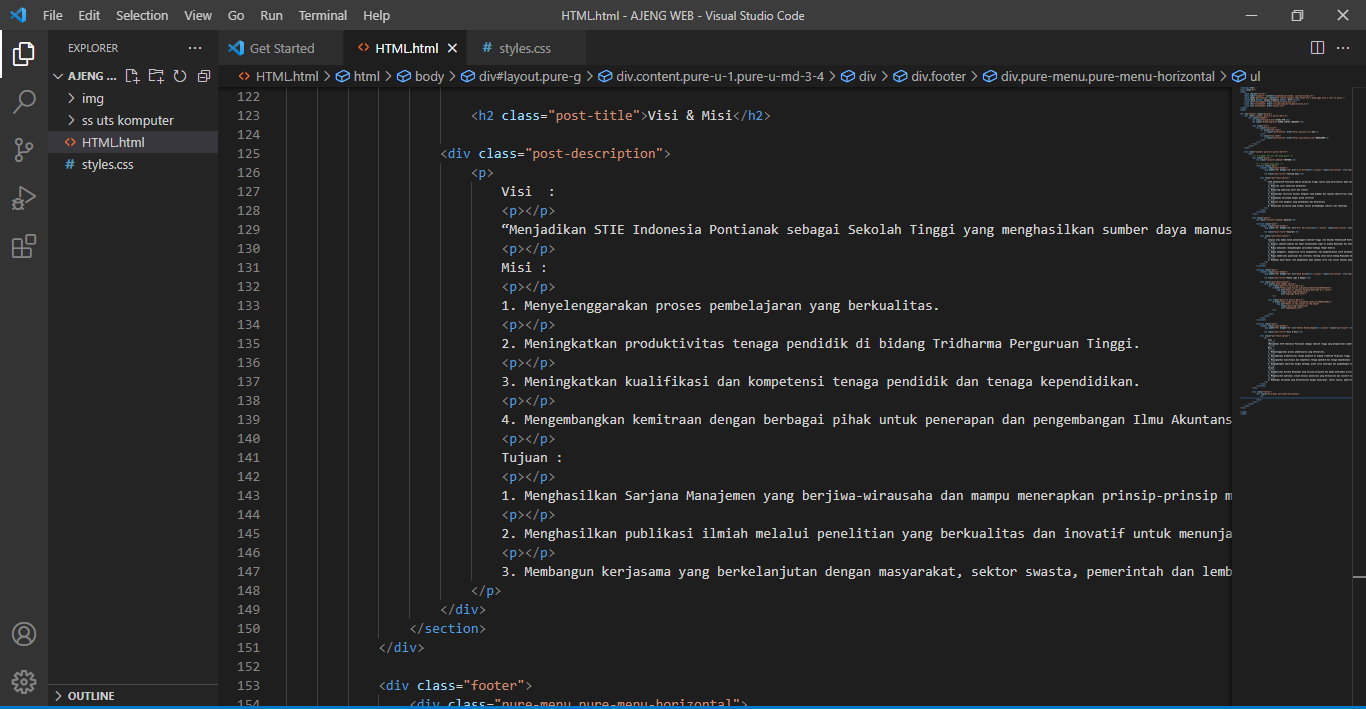 File Edit Selection View Go Run Terminal Help HTML.html - AJENG WEB - Visual Studio Code
EXPLORER
Get Started HTML.html styles.css
AJENG ...
HTML.html > html > body > div#layout.pure-g > div.content.pure-u-1.pure-u-md-3-4 > div > div.footer > div.pure-menu.pure-menu-horizontal > ul
img
ss uts komputer
HTML.html
styles.css
OUTLINE
122
123 <h2 class="post-title">Visi & Misi</h2>
124
125 <div class="post-description">
126 <p>
127 Visi  :
128 <p></p>
129 “Menjadikan STIE Indonesia Pontianak sebagai Sekolah Tinggi yang menghasilkan sumber daya manus
130 <p></p>
131 Misi :
132 <p></p>
133 1. Menyelenggarakan proses pembelajaran yang berkualitas.
134 <p></p>
135 2. Meningkatkan produktivitas tenaga pendidik di bidang Tridharma Perguruan Tinggi.
136 <p></p>
137 3. Meningkatkan kualifikasi dan kompetensi tenaga pendidik dan tenaga kependidikan.
138 <p></p>
139 4. Mengembangkan kemitraan dengan berbagai pihak untuk penerapan dan pengembangan Ilmu Akuntans
140 <p></p>
141 Tujuan :
142 <p></p>
143 1. Menghasilkan Sarjana Manajemen yang berjiwa-wirausaha dan mampu menerapkan prinsip-prinsip m
144 <p></p>
145 2. Menghasilkan publikasi ilmiah melalui penelitian yang berkualitas dan inovatif untuk menunja
146 <p></p>
147 3. Membangun kerjasama yang berkelanjutan dengan masyarakat, sektor swasta, pemerintah dan lemb
148 </p>
149 </div>
150 </section>
151 </div>
152
153 <div class="footer">
154 <div class="pure-menu pure-menu-horizontal">